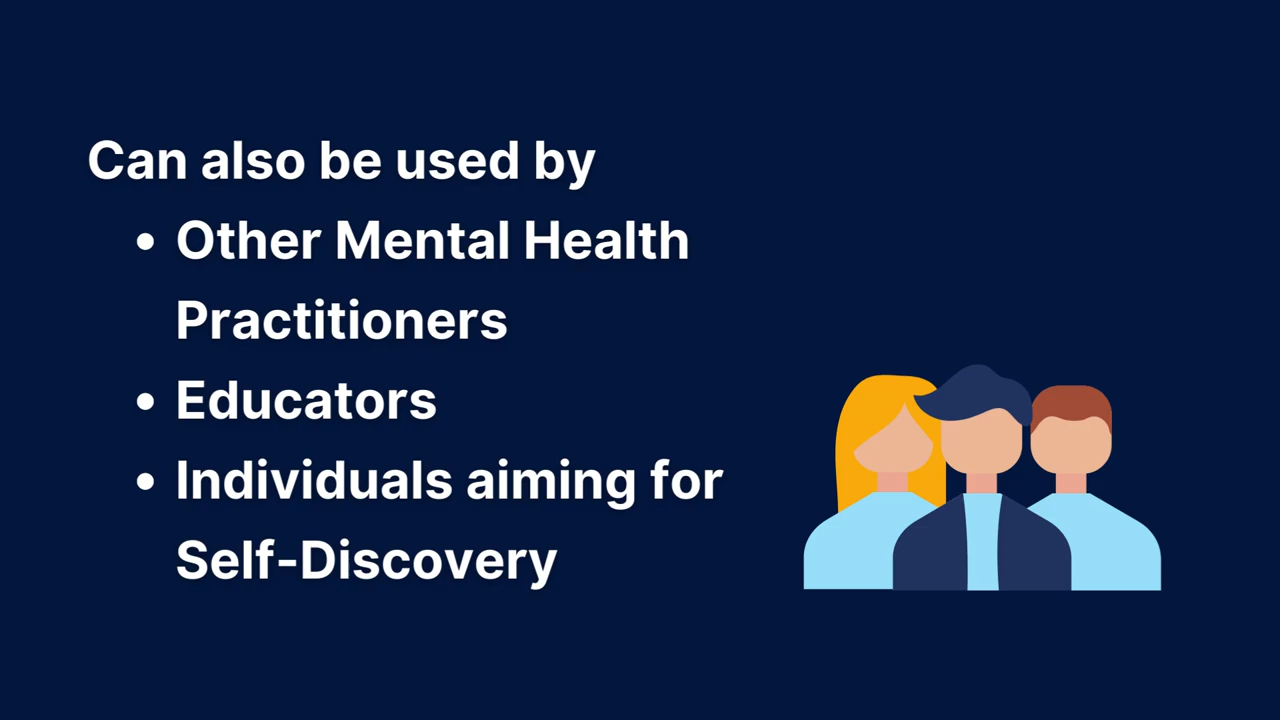 Can also be used by
• Other Mental Health
Practitioners
• Educators
• Individuals aiming for
Self-Discovery